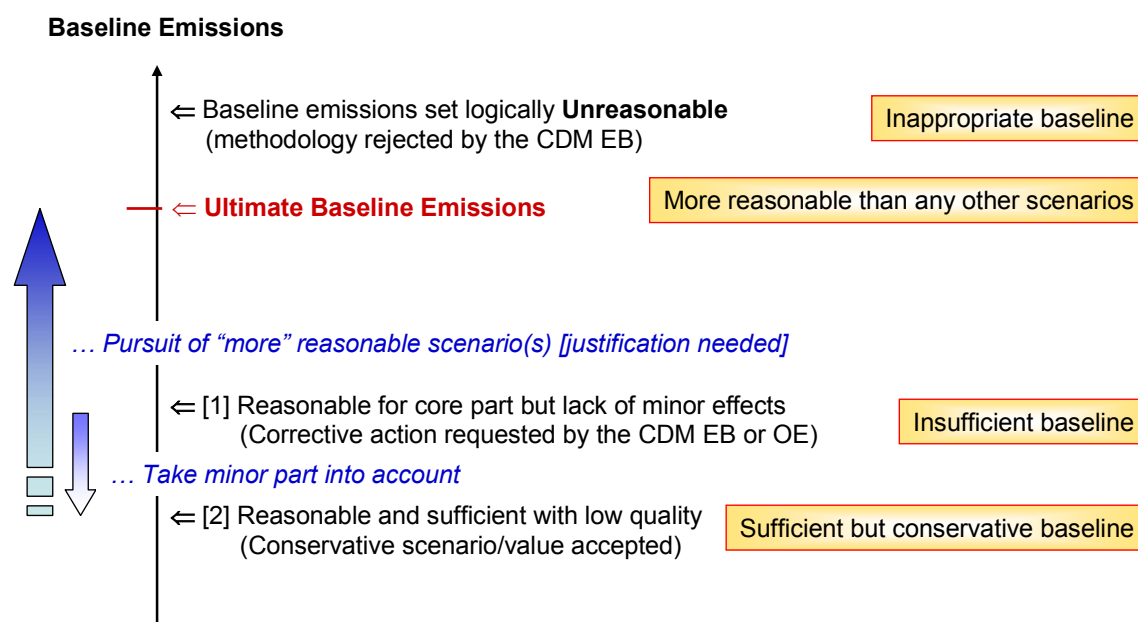 Baseline Emissions
⇐ Baseline emissions set logically Unreasonable
(methodology rejected by the CDM EB)
Inappropriate baseline
⇐ Ultimate Baseline Emissions
More reasonable than any other scenarios
… Pursuit of “more” reasonable scenario(s) [justification needed]
⇐ [1] Reasonable for core part but lack of minor effects
(Corrective action requested by the CDM EB or OE)
Insufficient baseline
… Take minor part into account
⇐ [2] Reasonable and sufficient with low quality
(Conservative scenario/value accepted)
Sufficient but conservative baseline